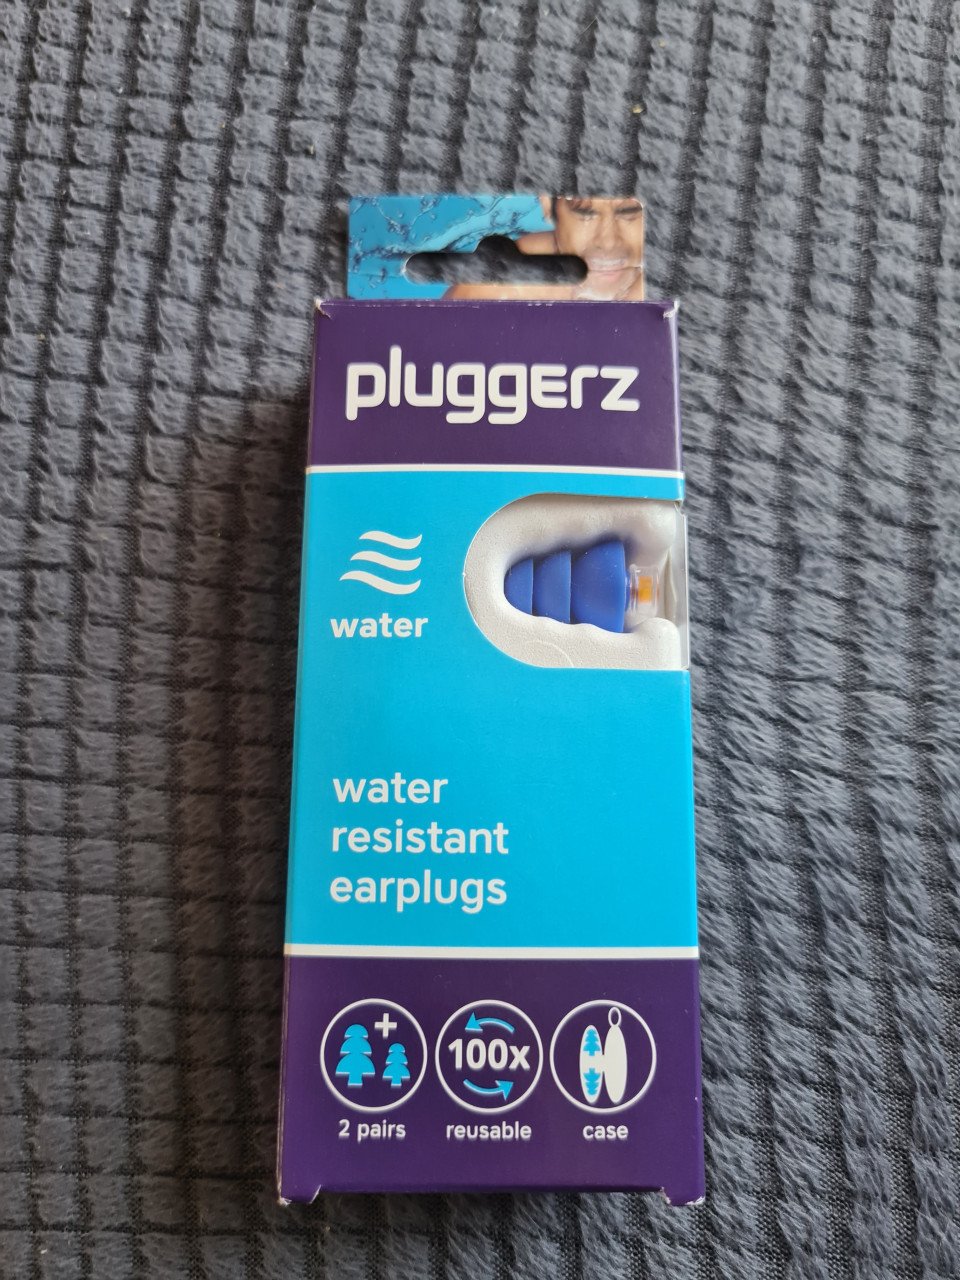 pluggerz
water
water
resistant
earplugs
100x
2 pairs
reusable
case